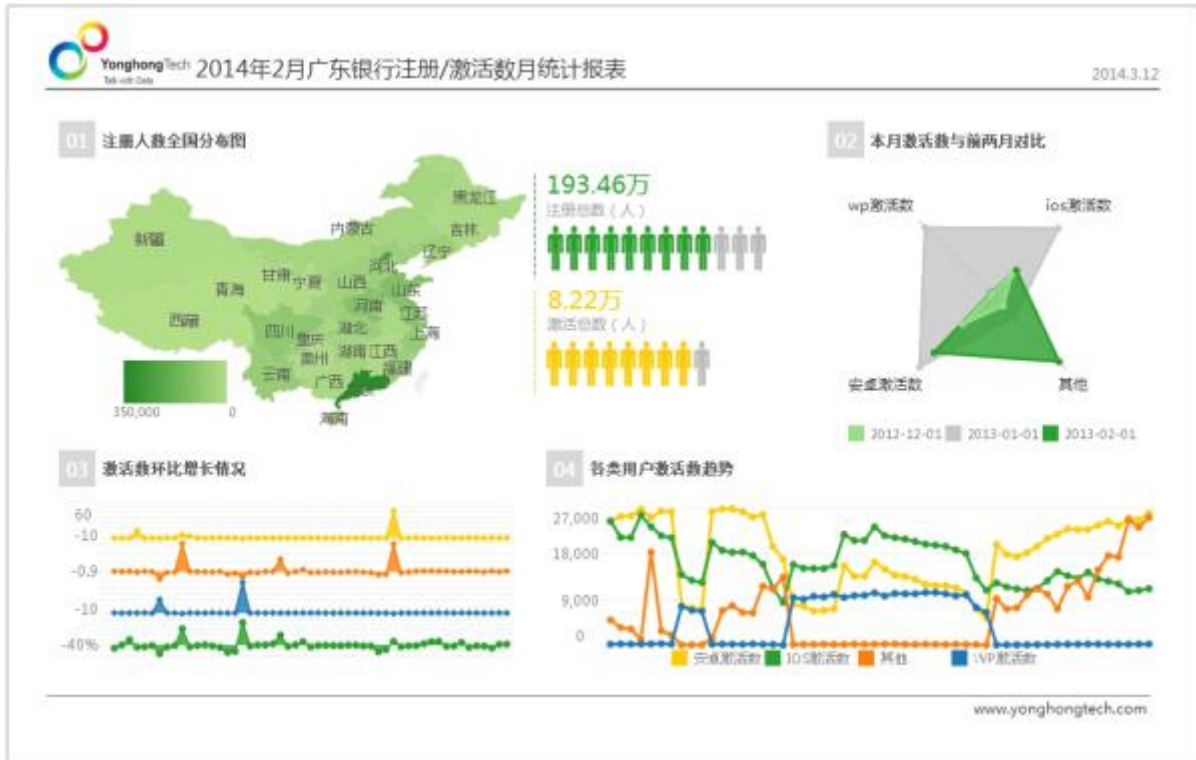 YonghongTech
Talk with Data
2014年2月广东银行注册/激活数月统计报表
2014.3.12
01 注册人数全国分布图
黑龙江
吉林
辽宁
内蒙古
新疆
河北
甘肃 宁夏 山西
青海
山东
河南
江苏
西藏
四川 重庆 湖北
上海
贵州 湖南 江西
云南 广西
福建
海南
350,000 0
193.46万
注册总数（人）
8.22万
激活总数（人）
02 本月激活数与前两月对比
wp激活数 ios激活数
安卓激活数 其他
2012-12-01 2013-01-01 2013-02-01
03 激活数环比增长情况
60
-10
-0.9
-10
-40%
04 各类用户激活数趋势
27,000
18,000
9,000
0
安卓激活数 IOS激活数 其他 WP激活数
www.yonghongtech.com